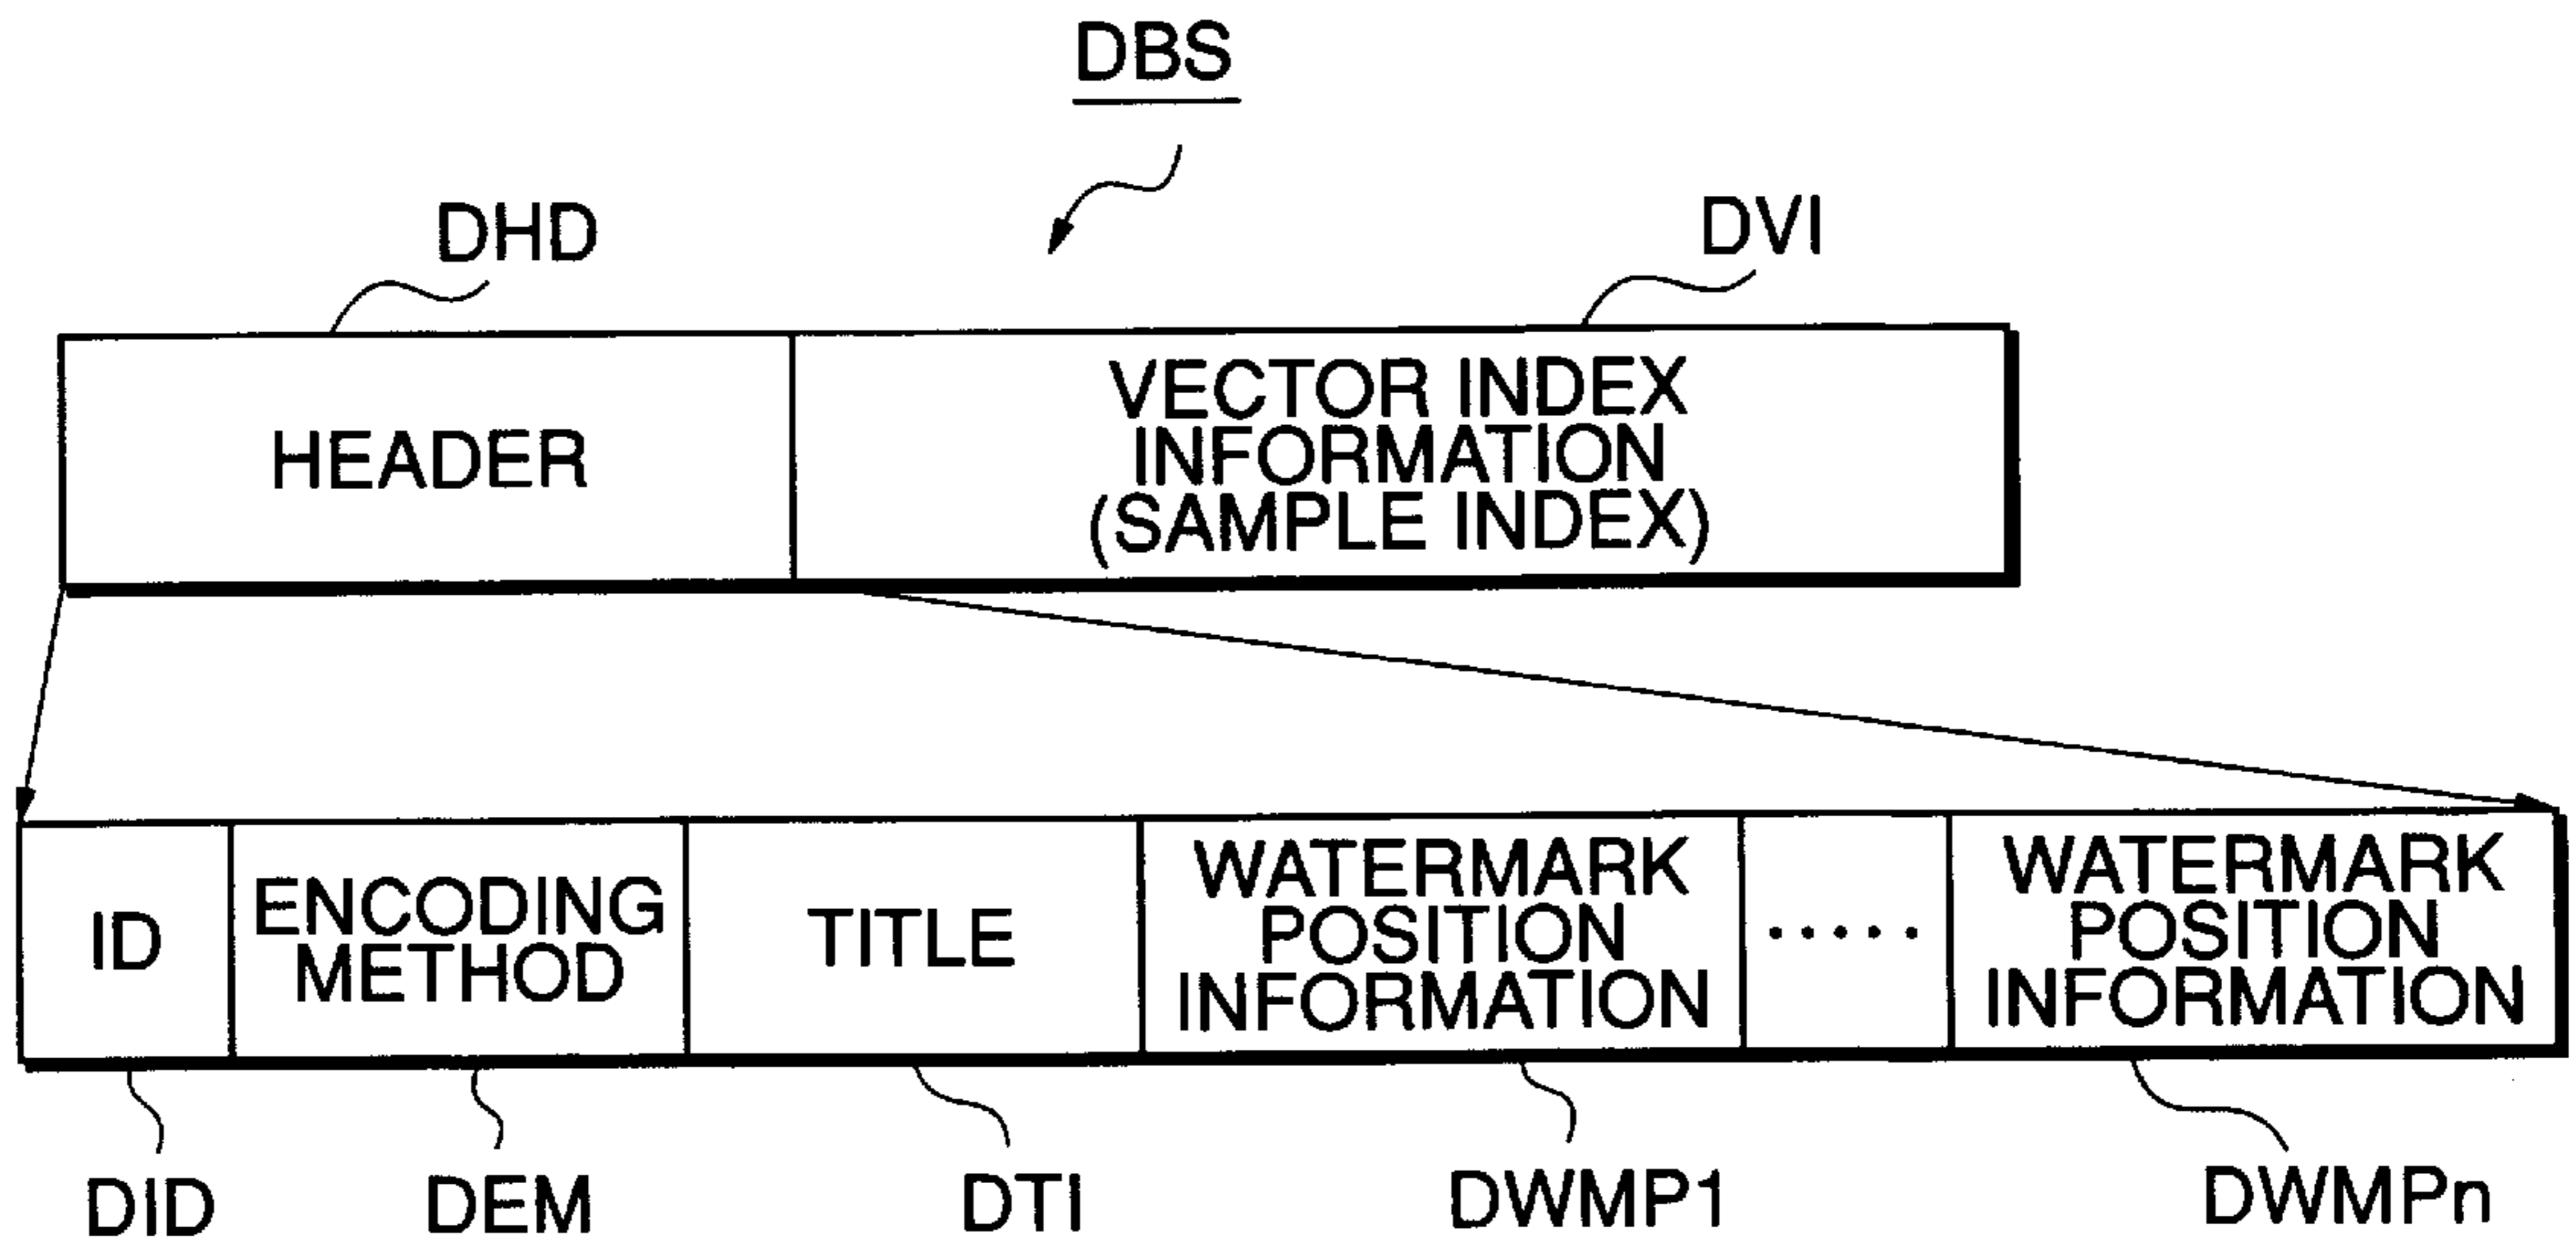 DBS
DHD
DVI
HEADER
VECTOR INDEX
INFORMATION
(SAMPLE INDEX)
ID
ENCODING
METHOD
TITLE
WATERMARK
POSITION
INFORMATION
.....
WATERMARK
POSITION
INFORMATION
DID
DEM
DTI
DWMP1
DWMPn